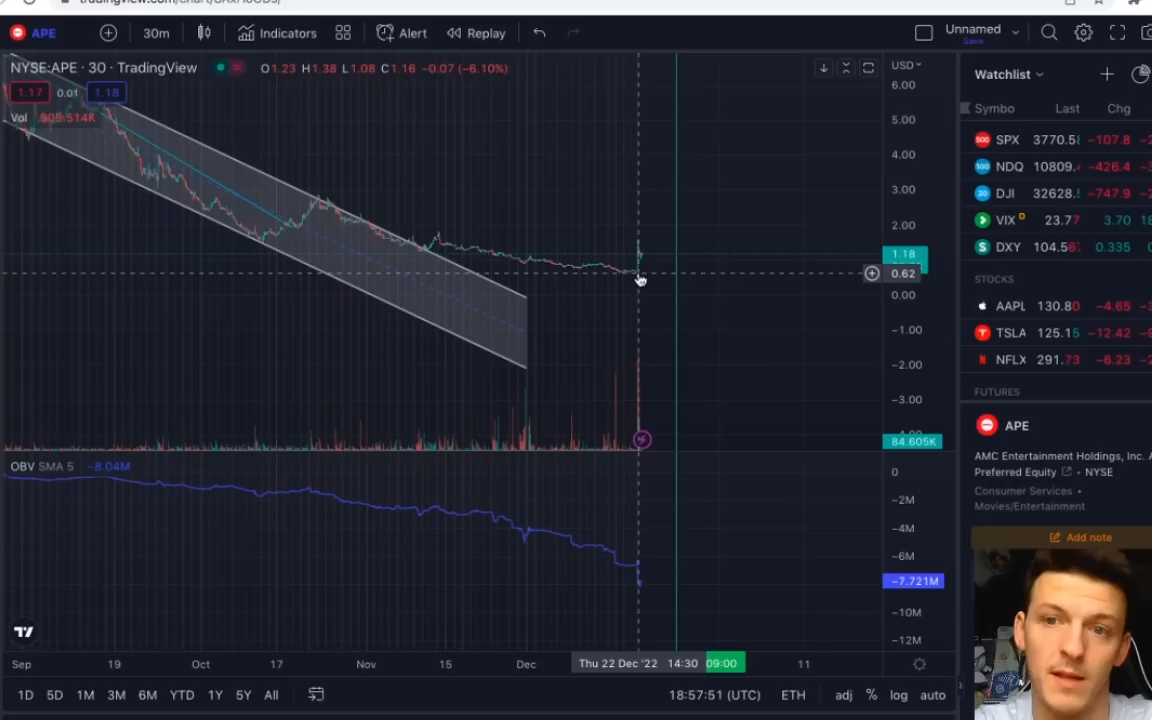 tradingview.com/chart/
APE 30m Indicators Alert Replay Unnamed
Save
NYSE:APE · 30 · TradingView O1.23 H1.38 L1.08 C1.16 −0.07 (−6.10%)
1.17 0.01 1.18
Vol 905.514K
USD
6.00
5.00
4.00
3.00
2.00
1.18
0.62
0.00
−1.00
−2.00
−3.00
84.605K
OBV SMA 5 −8.04M
0
−2M
−4M
−6M
−7.721M
−10M
−12M
Sep 19 Oct 17 Nov 15 Dec Thu 22 Dec '22 14:30 09:00 11
1D 5D 1M 3M 6M YTD 1Y 5Y All 18:57:51 (UTC) ETH adj % log auto
Watchlist
Symbo Last Chg
SPX 3770.5 −107.8
NDQ 10809. −426.4
DJI 32628. −747.9
VIX D 23.77 3.70 18
DXY 104.56 0.335
STOCKS
AAPL 130.80 −4.65
TSLA 125.15 −12.42
NFLX 291.73 −6.23
FUTURES
APE
AMC Entertainment Holdings, Inc. A
Preferred Equity • NYSE
Consumer Services •
Movies/Entertainment
Add note